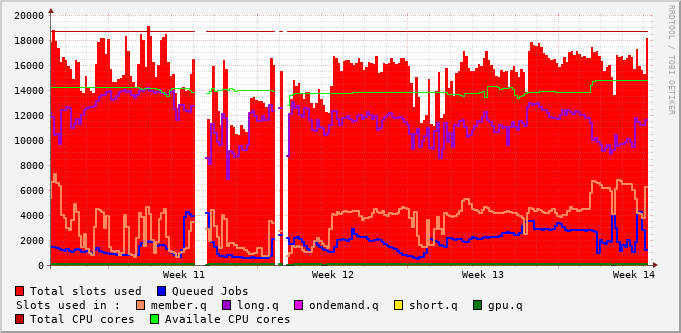 20000
18000
16000
14000
12000
10000
8000
6000
4000
2000
0
Week 11 Week 12 Week 13 Week 14
Total slots used Queued Jobs
Slots used in : member.q long.q ondemand.q short.q gpu.q
Total CPU cores Availale CPU cores
RRDTOOL / TOBI OETIKER